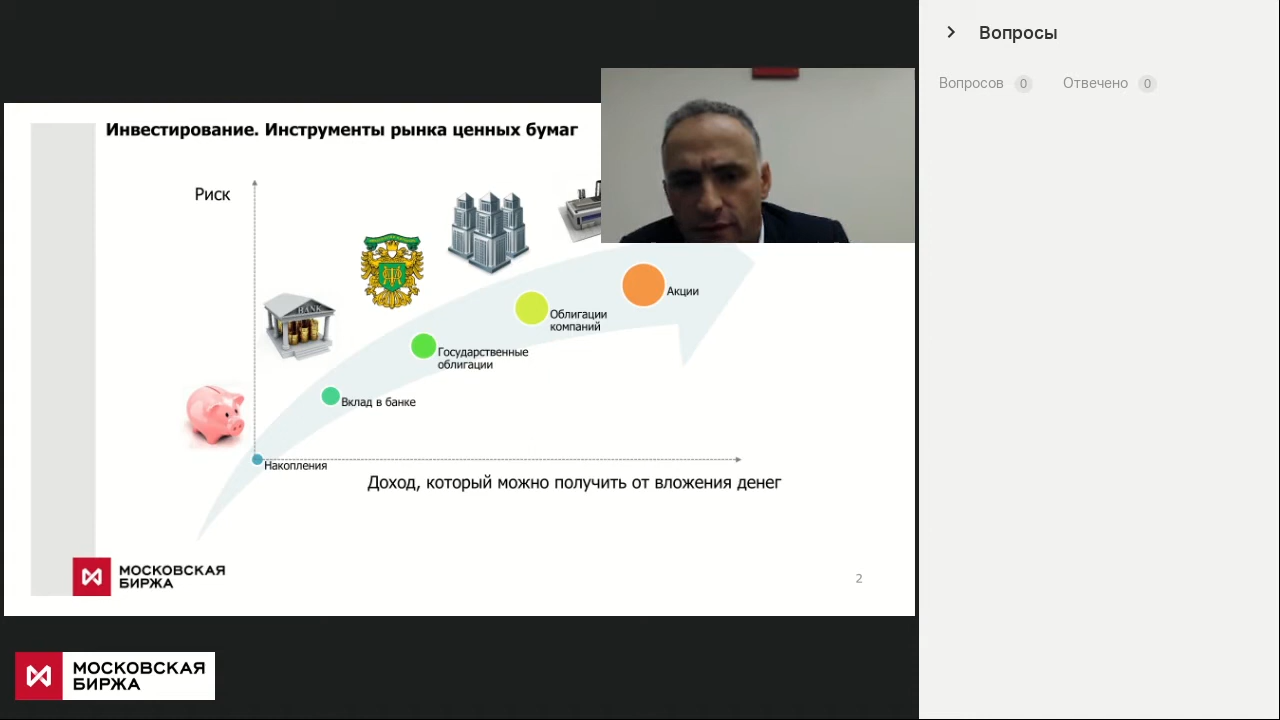 Вопросы
Вопросов 0 Отвечено 0
Инвестирование. Инструменты рынка ценных бумаг
Риск
BANK
Акции
Облигации
компаний
Государственные
облигации
Вклад в банке
Накопления
Доход, который можно получить от вложения денег
МОСКОВСКАЯ
БИРЖА
2
МОСКОВСКАЯ
БИРЖА